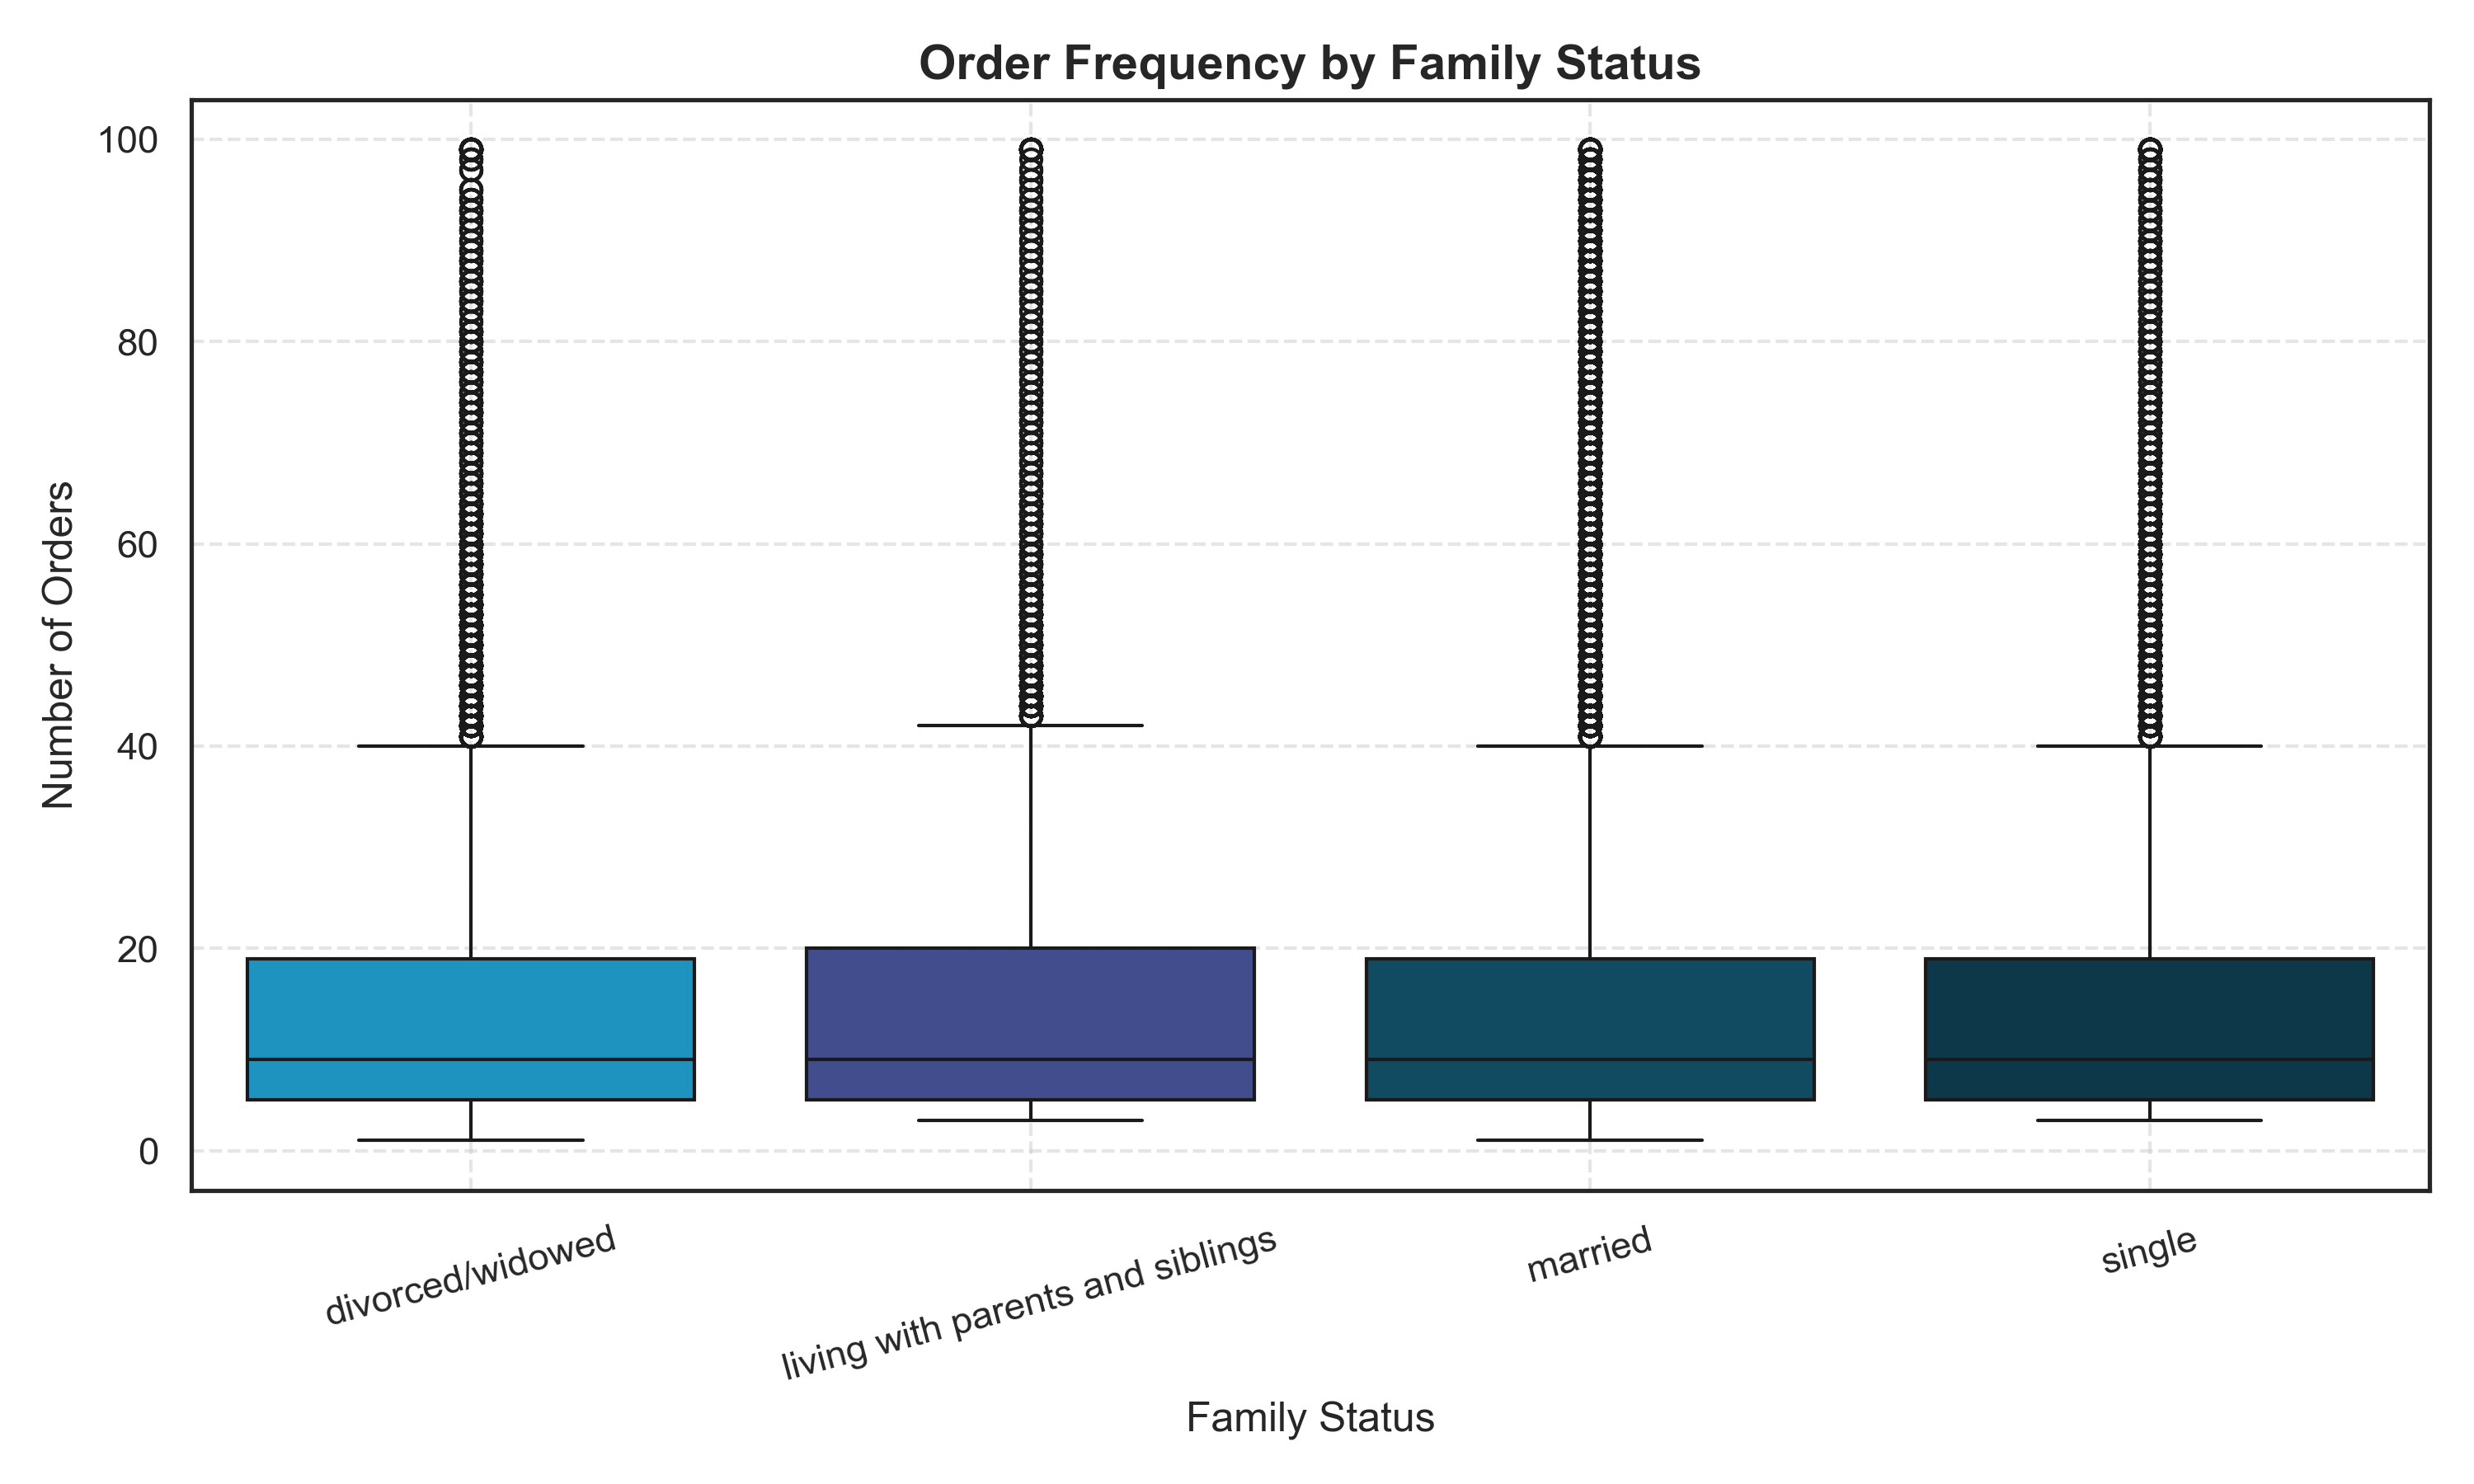 Order Frequency by Family Status
Number of Orders
100
80
60
40
20
0
divorced/widowed
living with parents and siblings
married
single
Family Status